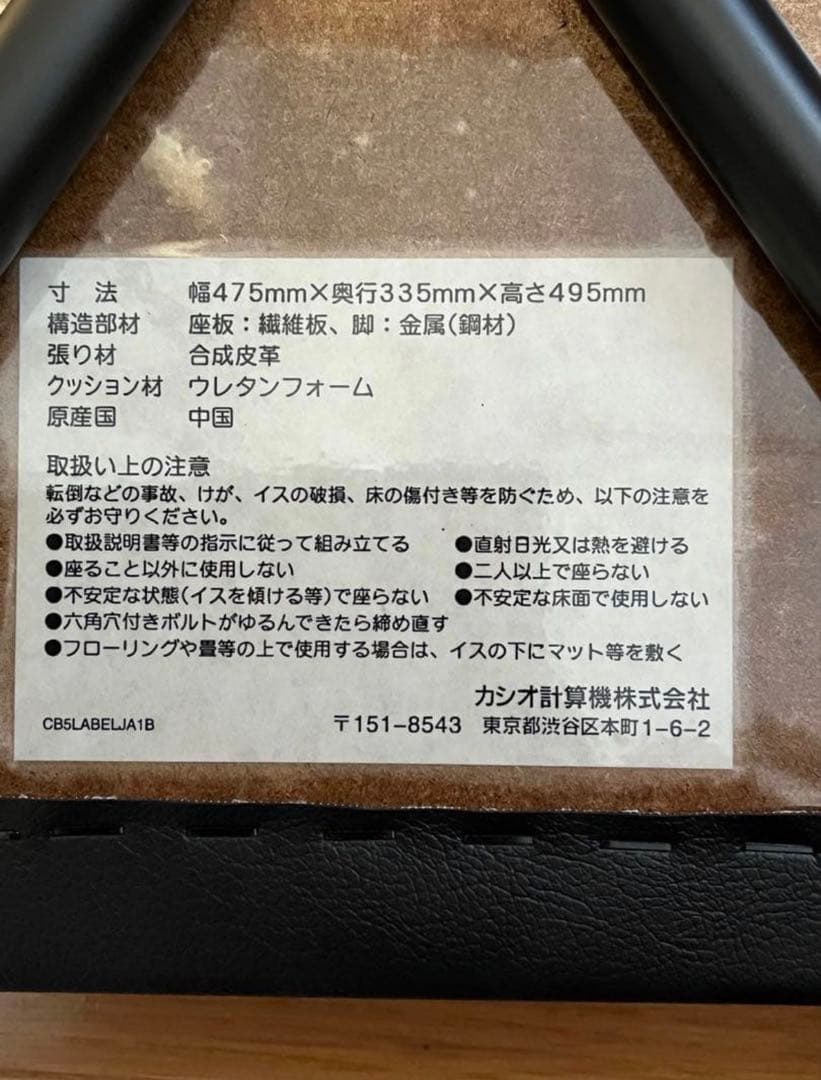 寸 法 幅475mm×奥行335mm×高さ495mm
構造部材 座板：繊維板、脚：金属(鋼材)
張り材 合成皮革
クッション材 ウレタンフォーム
原産国 中国
取扱い上の注意
転倒などの事故、けが、イスの破損、床の傷付き等を防ぐため、以下の注意を
必ずお守りください。
●取扱説明書等の指示に従って組み立てる ●直射日光又は熱を避ける
●座ること以外に使用しない ●二人以上で座らない
●不安定な状態(イスを傾ける等)で座らない ●不安定な床面で使用しない
●六角穴付きボルトがゆるんできたら締め直す
●フローリングや畳等の上で使用する場合は、イスの下にマット等を敷く
カシオ計算機株式会社
CB5LABELJA1B 〒151-8543 東京都渋谷区本町1-6-2